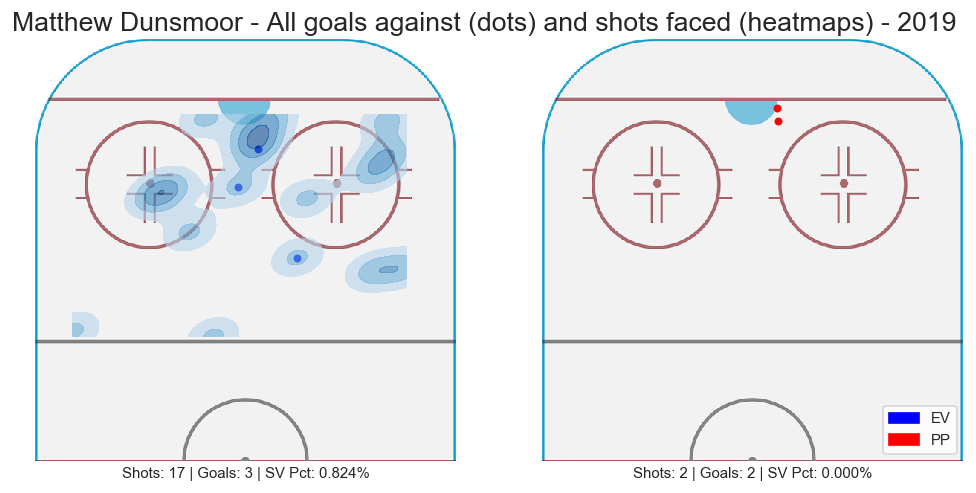 Matthew Dunsmoor - All goals against (dots) and shots faced (heatmaps) - 2019
EV
PP
Shots: 17 | Goals: 3 | SV Pct: 0.824%
Shots: 2 | Goals: 2 | SV Pct: 0.000%